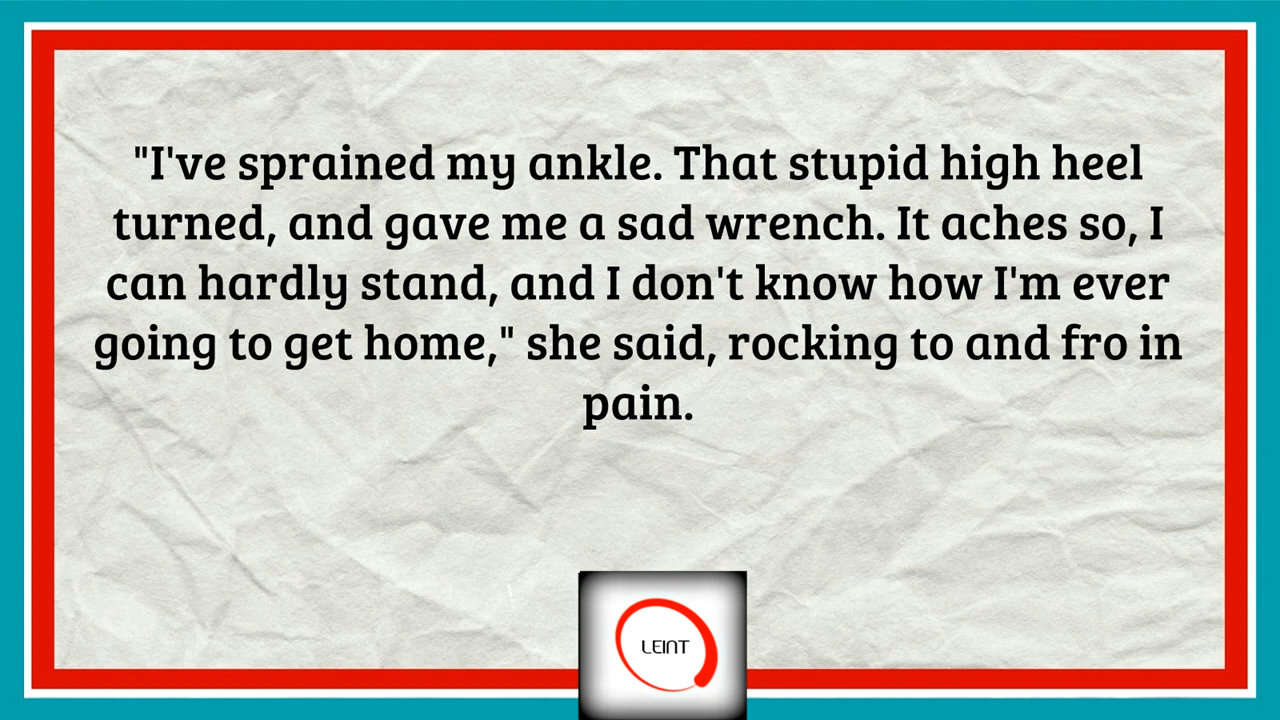 "I've sprained my ankle. That stupid high heel
turned, and gave me a sad wrench. It aches so, I
can hardly stand, and I don't know how I'm ever
going to get home," she said, rocking to and fro in
pain.
LEINT